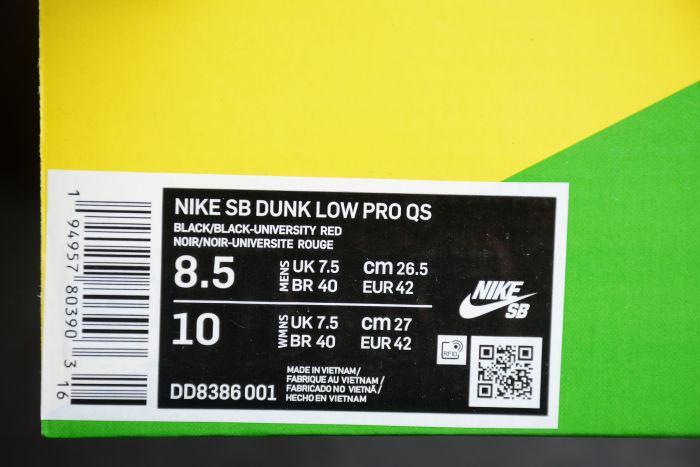 1 94957 80390 3 16
NIKE SB DUNK LOW PRO QS
BLACK/BLACK-UNIVERSITY RED
NOIR/NOIR-UNIVERSITE ROUGE
8.5 MENS UK 7.5 cm 26.5
BR 40 EUR 42
10 WMNS UK 7.5 cm 27
BR 40 EUR 42
NIKE
SB
RFID
DD8386 001
MADE IN VIETNAM/
FABRIQUE AU VIETNAM/
FABRICADO NO VIETNÃ/
HECHO EN VIETNAM